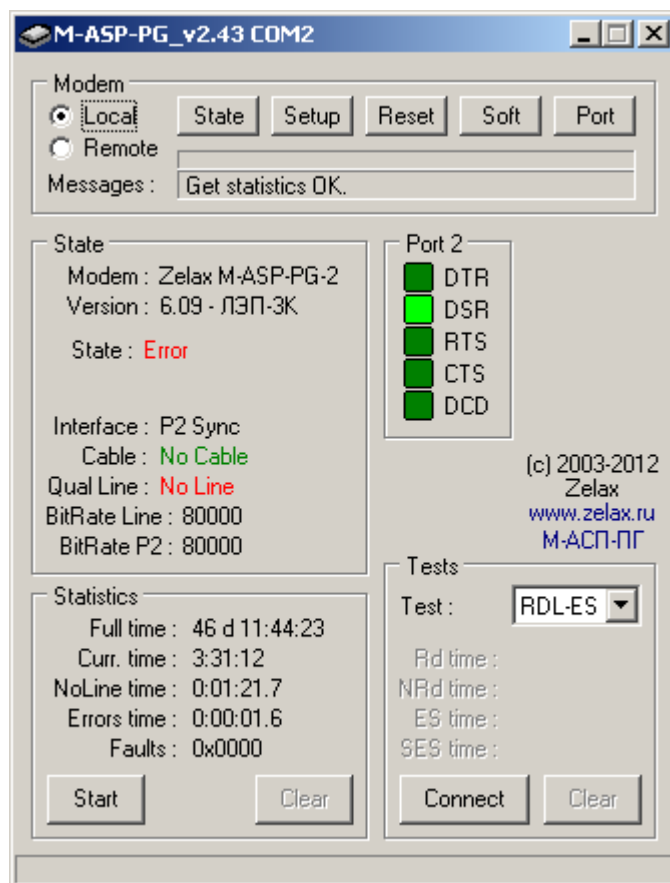 M-ASP-PG_v2.43 COM2
Modem
Local State Setup Reset Soft Port
Remote
Messages : Get statistics OK.
State
Modem : Zelax M-ASP-PG-2
Version : 6.09 - ЛЭП-3К
State : Error
Interface : P2 Sync
Cable : No Cable
Qual Line : No Line
BitRate Line : 80000
BitRate P2 : 80000
Port 2
DTR
DSR
RTS
CTS
DCD
(c) 2003-2012
Zelax
www.zelax.ru
М-АСП-ПГ
Statistics
Full time : 46 d 11:44:23
Curr. time : 3:31:12
NoLine time : 0:01:21.7
Errors time : 0:00:01.6
Faults : 0x0000
Start Clear
Tests
Test : RDL-ES
Rd time :
NRd time :
ES time :
SES time :
Connect Clear